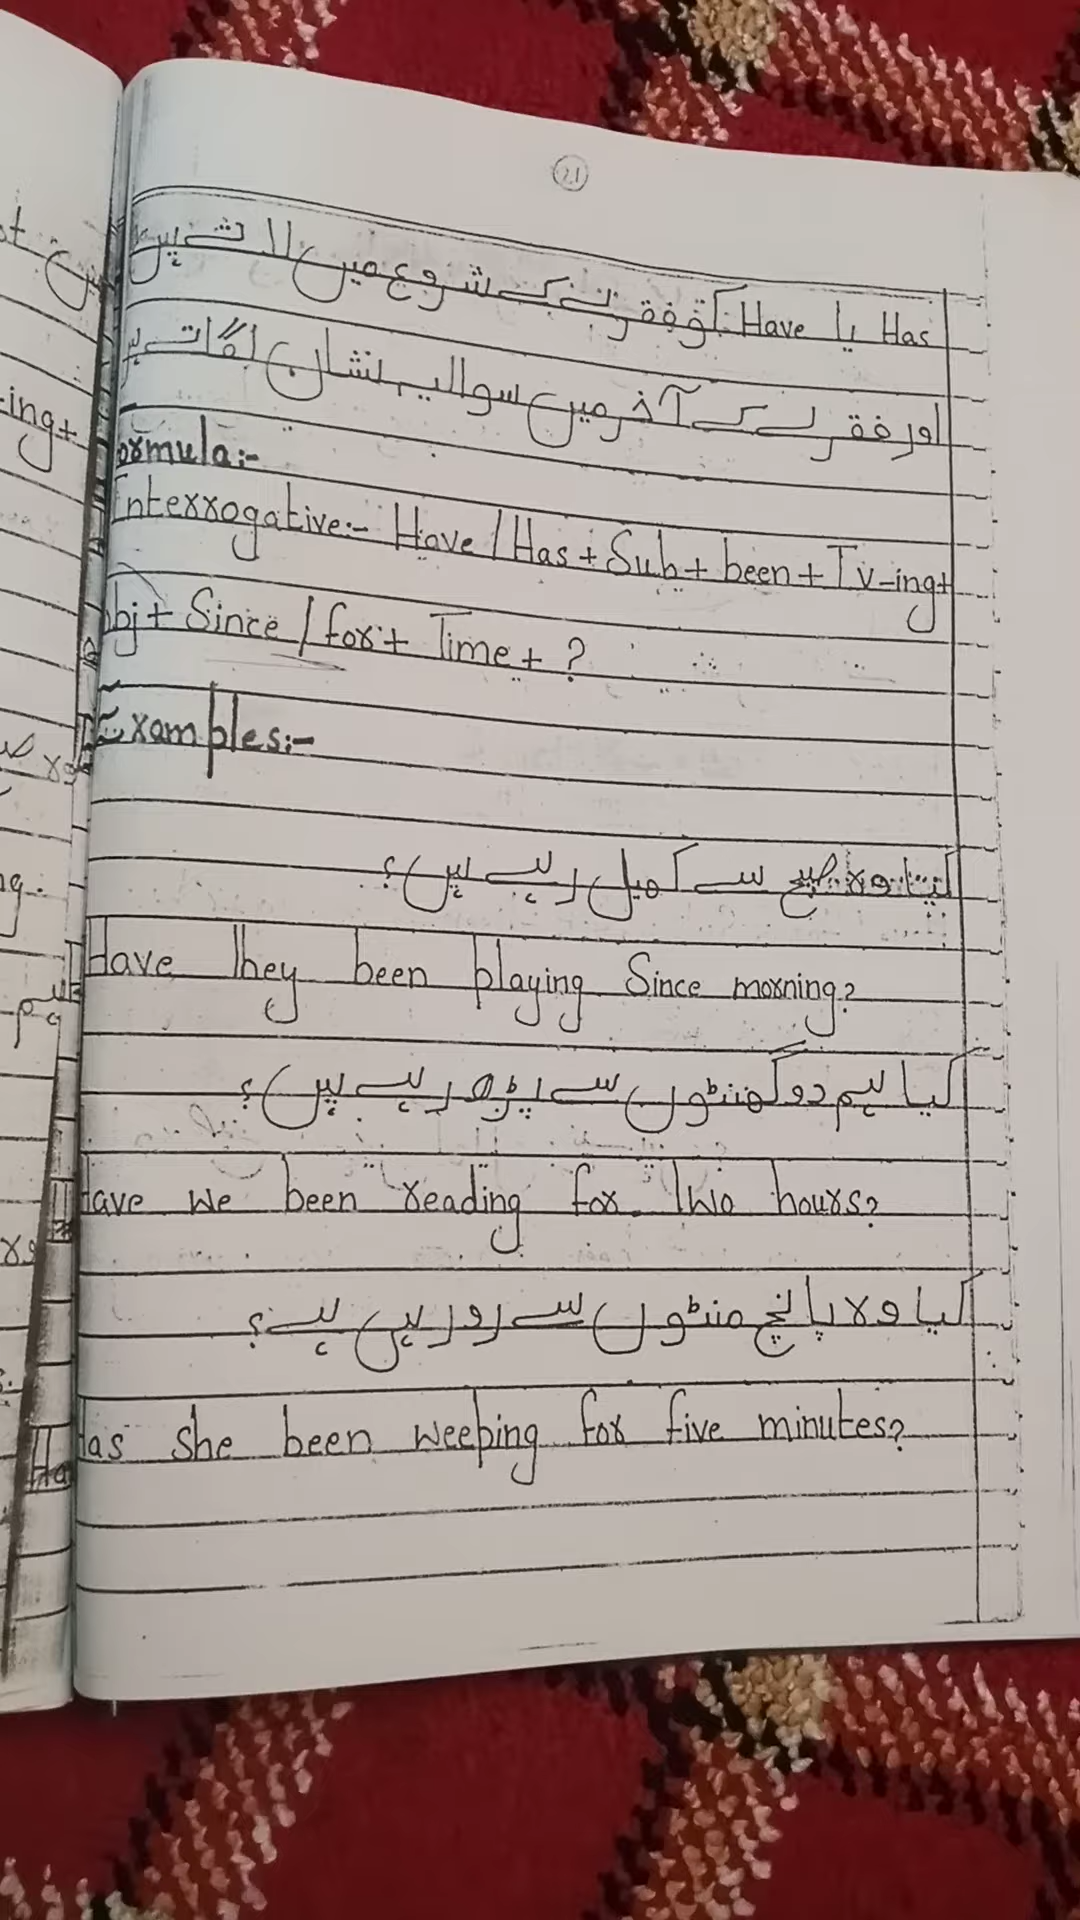 21
Has یا Have کو فقرے کے شروع میں لاتے ہیں
اور فقرے کے آخر میں سوالیہ نشان لگاتے ہیں
ormula:-
Interrogative:- Have / Has + Sub + been + Iv-ing +
obj + Since / for + Time + ?
Examples:-
کیا وہ صبح سے کھیل رہے ہیں؟
Have They been playing Since morning?
کیا ہم دو گھنٹوں سے پڑھ رہے ہیں؟
Have we been reading for Two hours?
کیا وہ پانچ منٹوں سے رو رہی ہے؟
Has she been weeping for five minutes?